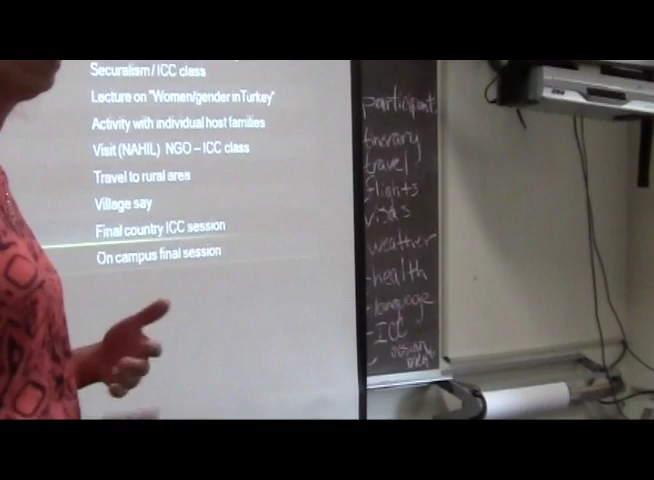 Securalism / ICC class
Lecture on "Women/gender in Turkey"
Activity with individual host families
Visit (NAHIL) NGO – ICC class
Travel to rural area
Village say
Final country ICC session
On campus final session
participant
itinerary
travel
flights
visas
weather
-health
-language
-ICC